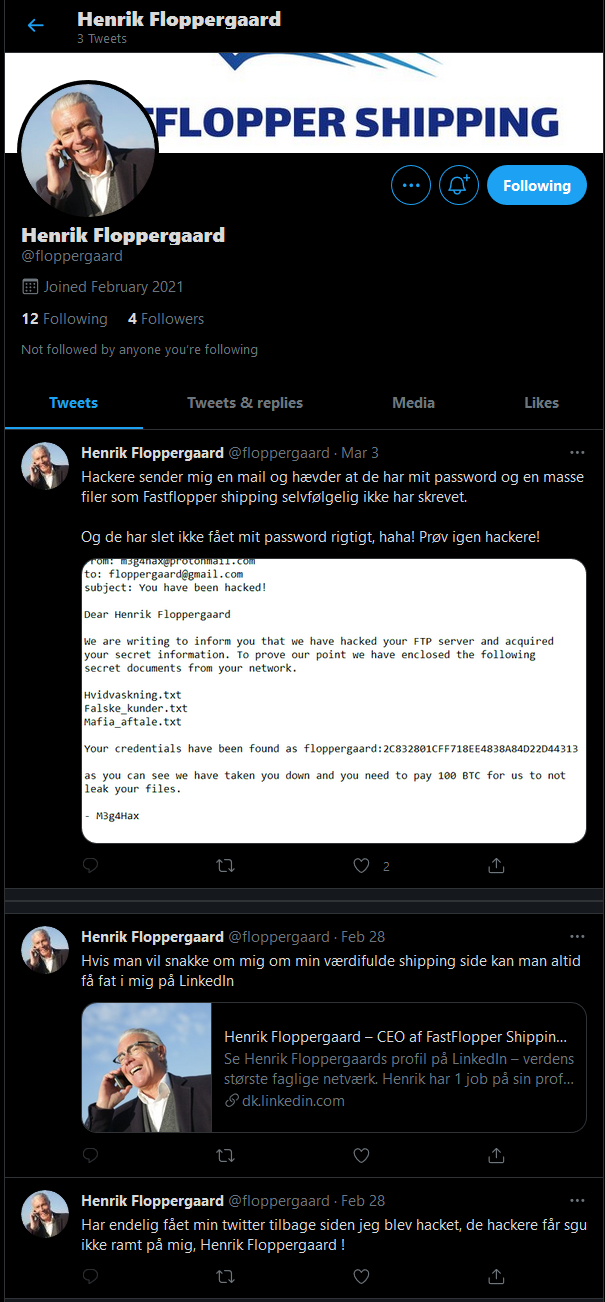 Henrik Floppergaard
3 Tweets
FLOPPER SHIPPING
Following
Henrik Floppergaard
@floppergaard
Joined February 2021
12 Following 4 Followers
Not followed by anyone you're following
Tweets Tweets & replies Media Likes
Henrik Floppergaard @floppergaard · Mar 3
Hackere sender mig en mail og hævder at de har mit password og en masse
filer som Fastflopper shipping selvfølgelig ikke har skrevet.
Og de har slet ikke fået mit password rigtigt, haha! Prøv igen hackere!
from: m3g4hax@protonmail.com
to: floppergaard@gmail.com
subject: You have been hacked!
Dear Henrik Floppergaard
We are writing to inform you that we have hacked your FTP server and acquired
your secret information. To prove our point we have enclosed the following
secret documents from your network.
Hvidvaskning.txt
Falske_kunder.txt
Mafia_aftale.txt
Your credentials have been found as floppergaard:2C832801CFF718EE4838A84D22D44313
as you can see we have taken you down and you need to pay 100 BTC for us to not
leak your files.
- M3g4Hax
2
Henrik Floppergaard @floppergaard · Feb 28
Hvis man vil snakke om mig om min værdifulde shipping side kan man altid
få fat i mig på LinkedIn
Henrik Floppergaard – CEO af FastFlopper Shippin...
Se Henrik Floppergaards profil på LinkedIn – verdens
største faglige netværk. Henrik har 1 job på sin prof...
dk.linkedin.com
Henrik Floppergaard @floppergaard · Feb 28
Har endelig fået min twitter tilbage siden jeg blev hacket, de hackere får sgu
ikke ramt på mig, Henrik Floppergaard !